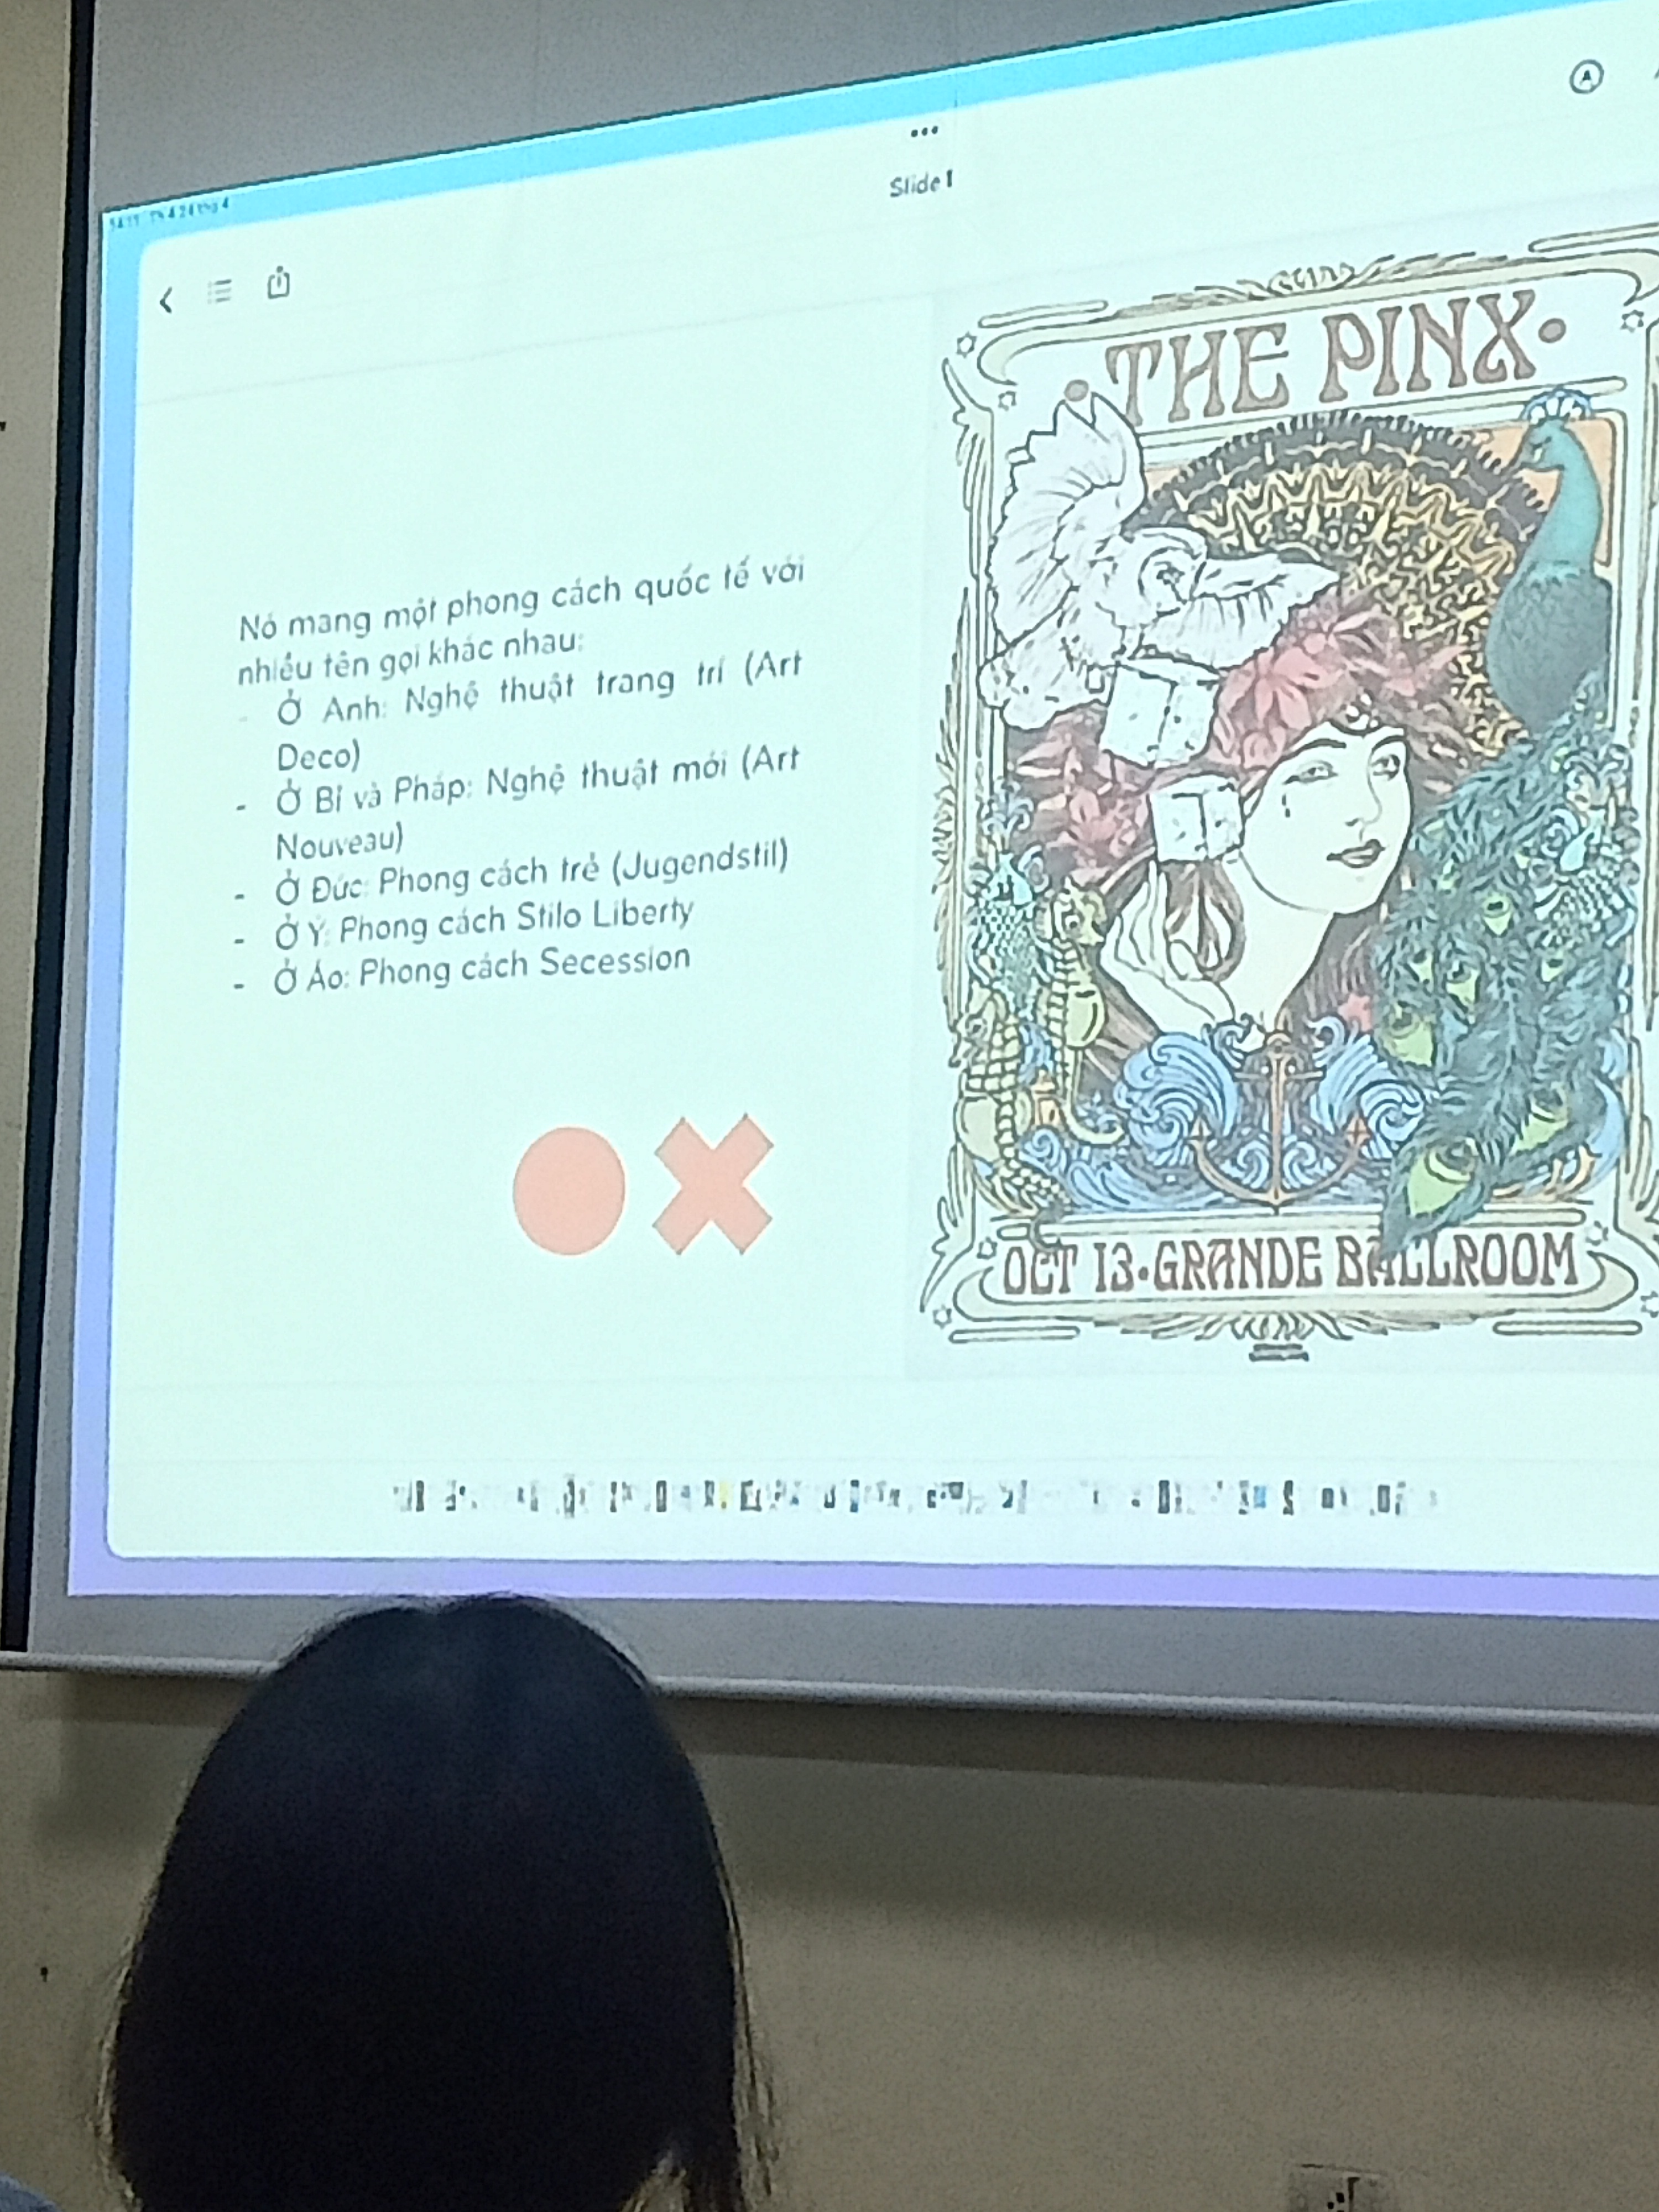 Slide 1
Nó mang một phong cách quốc tế với
nhiều tên gọi khác nhau:
- Ở Anh: Nghệ thuật trang trí (Art
Deco)
- Ở Bỉ và Pháp: Nghệ thuật mới (Art
Nouveau)
- Ở Đức: Phong cách trẻ (Jugendstil)
- Ở Ý: Phong cách Stilo Liberty
- Ở Áo: Phong cách Secession
•THE PINX•
OCT 13•GRANDE BALLROOM